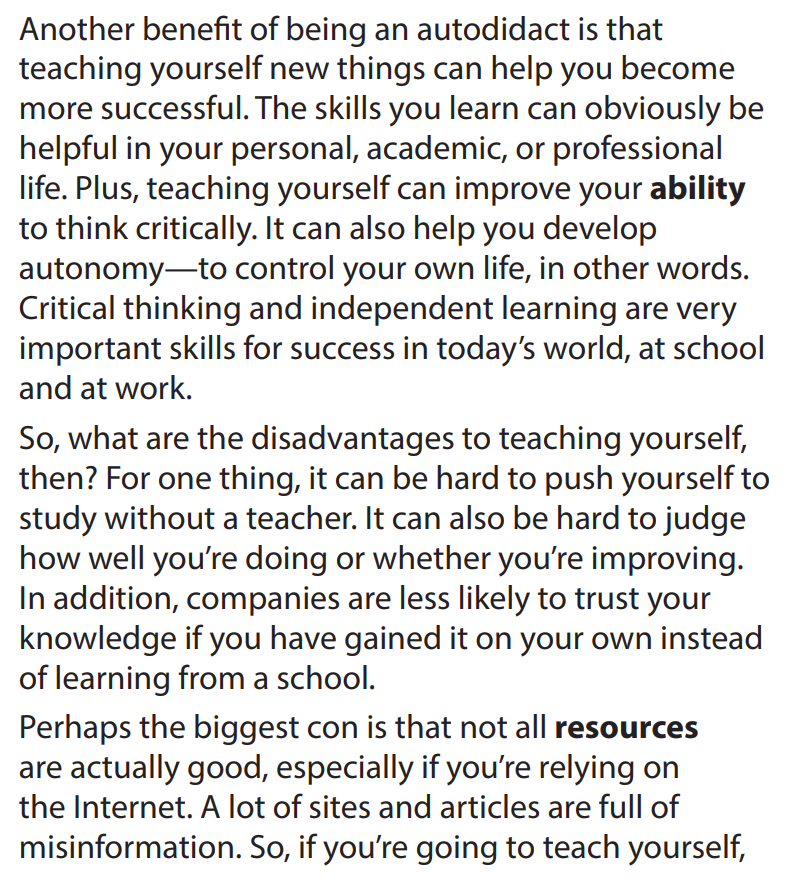 Another benefit of being an autodidact is that
teaching yourself new things can help you become
more successful. The skills you learn can obviously be
helpful in your personal, academic, or professional
life. Plus, teaching yourself can improve your ability
to think critically. It can also help you develop
autonomy—to control your own life, in other words.
Critical thinking and independent learning are very
important skills for success in today’s world, at school
and at work.
So, what are the disadvantages to teaching yourself,
then? For one thing, it can be hard to push yourself to
study without a teacher. It can also be hard to judge
how well you’re doing or whether you’re improving.
In addition, companies are less likely to trust your
knowledge if you have gained it on your own instead
of learning from a school.
Perhaps the biggest con is that not all resources
are actually good, especially if you’re relying on
the Internet. A lot of sites and articles are full of
misinformation. So, if you’re going to teach yourself,